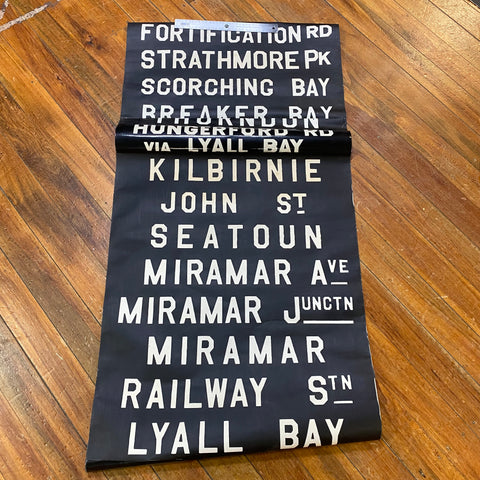 FORTIFICATION RD
STRATHMORE PK
SCORCHING BAY
BREAKER BAY
HUNGERFORD RD
VIA LYALL BAY
KILBIRNIE
JOHN ST
SEATOUN
MIRAMAR AVE
MIRAMAR JUNCTN
MIRAMAR
RAILWAY STN
LYALL BAY